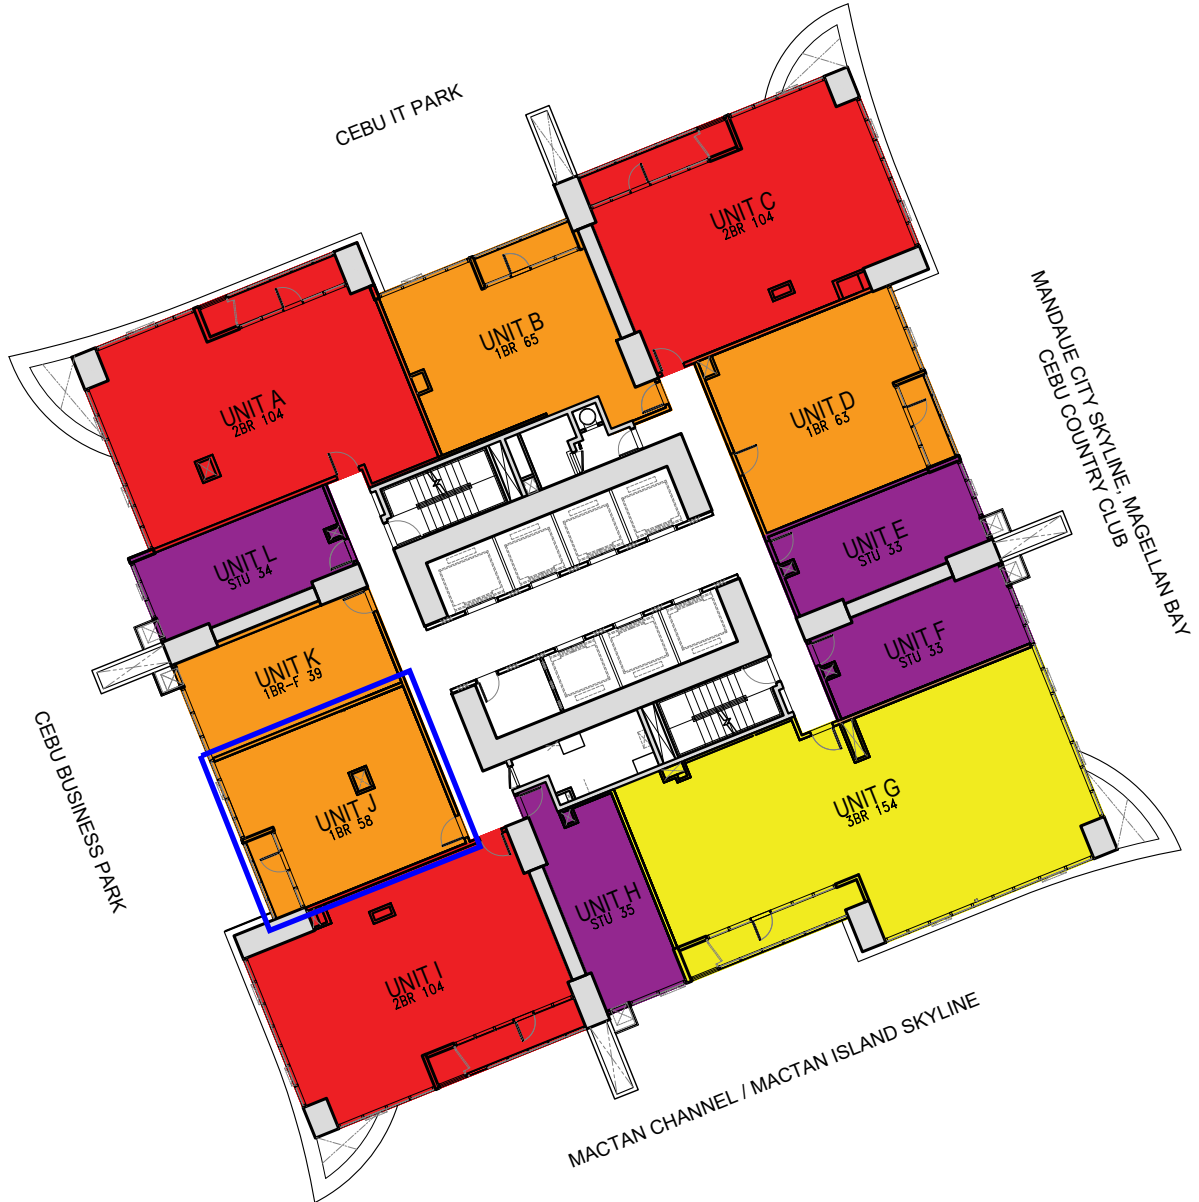 CEBU IT PARK
UNIT C
2BR 104
UNIT B
1BR 65
UNIT A
2BR 104
UNIT D
1BR 63
MANDAUE CITY SKYLINE, MAGELLAN BAY
CEBU COUNTRY CLUB
UNIT E
STU 33
UNIT L
STU 34
UNIT F
STU 33
UNIT K
1BR-F 39
CEBU BUSINESS PARK
UNIT J
1BR 58
UNIT G
3BR 154
UNIT H
STU 35
UNIT I
2BR 104
MACTAN CHANNEL / MACTAN ISLAND SKYLINE